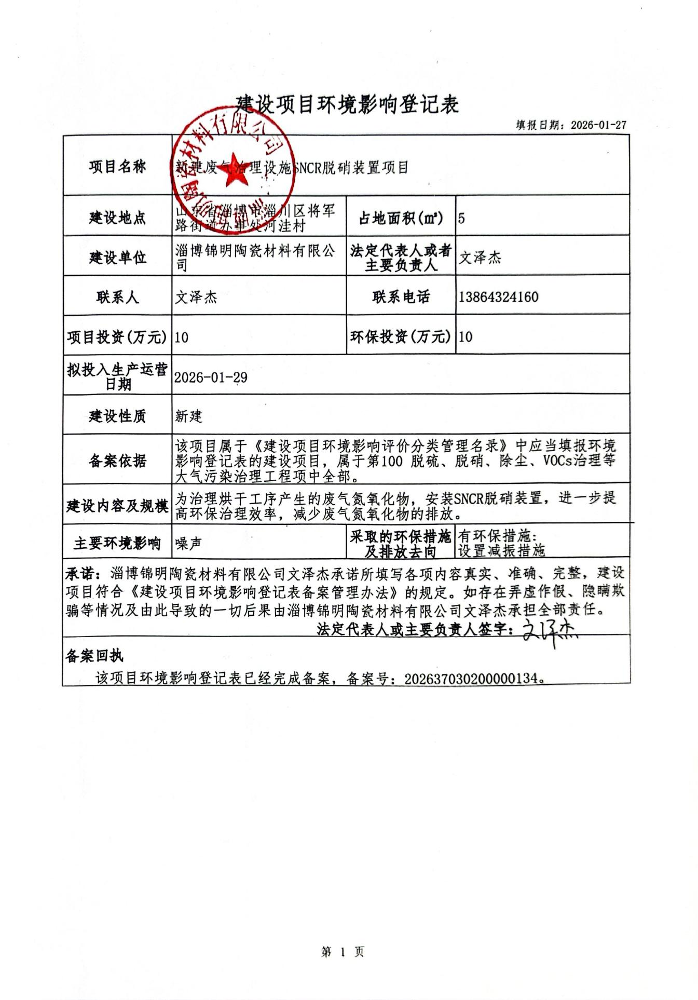 建设项目环境影响登记表
填报日期：2026-01-27
项目名称
新建废气治理设施SNCR脱硝装置项目
建设地点
山东省淄博市淄川区将军
路街道办事处河洼村
占地面积(㎡)
5
建设单位
淄博锦明陶瓷材料有限公
司
法定代表人或者
主要负责人
文泽杰
联系人
文泽杰
联系电话
13864324160
项目投资(万元)
10
环保投资(万元)
10
拟投入生产运营
日期
2026-01-29
建设性质
新建
备案依据
该项目属于《建设项目环境影响评价分类管理名录》中应当填报环境
影响登记表的建设项目，属于第100 脱硫、脱硝、除尘、VOCs治理等
大气污染治理工程项中全部。
建设内容及规模
为治理烘干工序产生的废气氮氧化物，安装SNCR脱硝装置，进一步提
高环保治理效率，减少废气氮氧化物的排放。
主要环境影响
噪声
采取的环保措施
及排放去向
有环保措施：
设置减振措施
承诺：淄博锦明陶瓷材料有限公司文泽杰承诺所填写各项内容真实、准确、完整，建设
项目符合《建设项目环境影响登记表备案管理办法》的规定。如存在弄虚作假、隐瞒欺
骗等情况及由此导致的一切后果由淄博锦明陶瓷材料有限公司文泽杰承担全部责任。
法定代表人或主要负责人签字：文泽杰
备案回执
该项目环境影响登记表已经完成备案，备案号：202637030200000134。
淄博锦明陶瓷材料有限公司
第 1 页